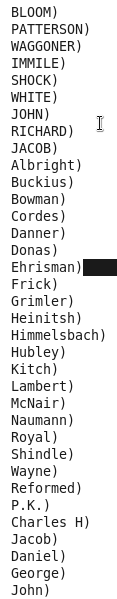 BLOOM)
PATTERSON)
WAGGONER)
IMMILE)
SHOCK)
WHITE)
JOHN)
RICHARD)
JACOB)
Albright)
Buckius)
Bowman)
Cordes)
Danner)
Donas)
Ehrisman)
Frick)
Grimler)
Heinitsh)
Himmelsbach)
Hubley)
Kitch)
Lambert)
McNair)
Naumann)
Royal)
Shindle)
Wayne)
Reformed)
P.K.)
Charles H)
Jacob)
Daniel)
George)
John)